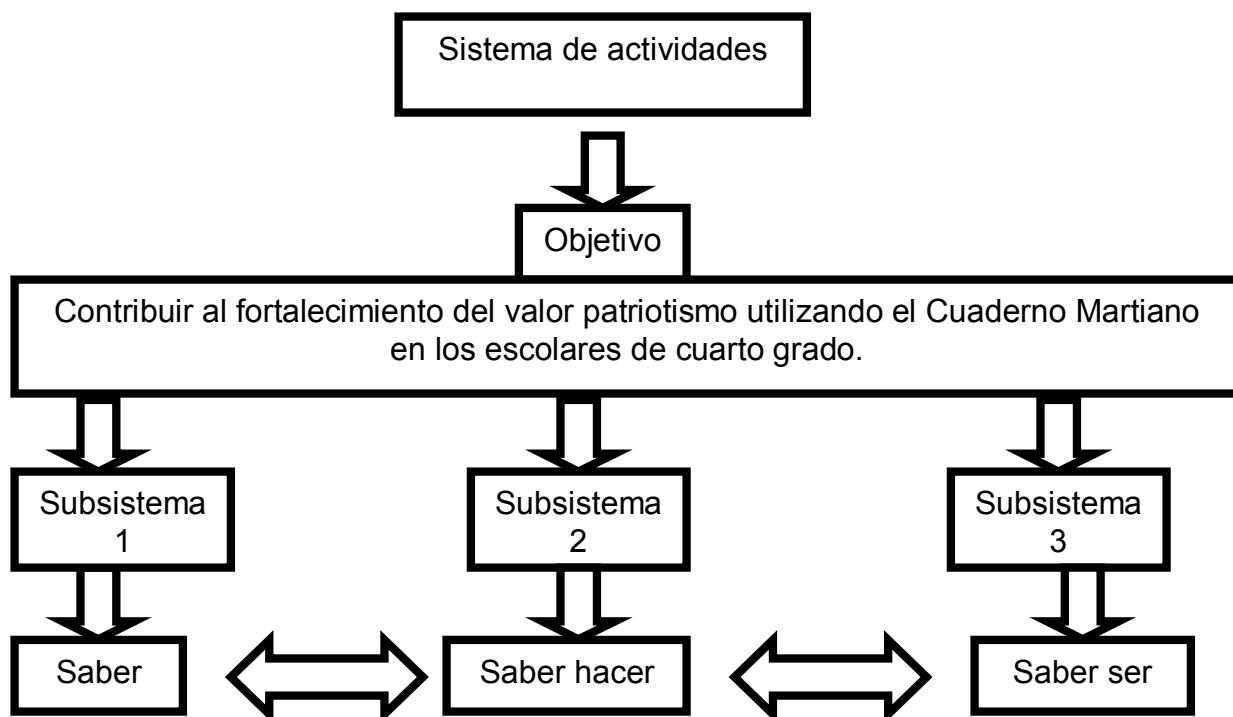 Sistema de actividades
Objetivo
Contribuir al fortalecimiento del valor patriotismo utilizando el Cuaderno Martiano
en los escolares de cuarto grado.
Subsistema
1
Subsistema
2
Subsistema
3
Saber
Saber hacer
Saber ser